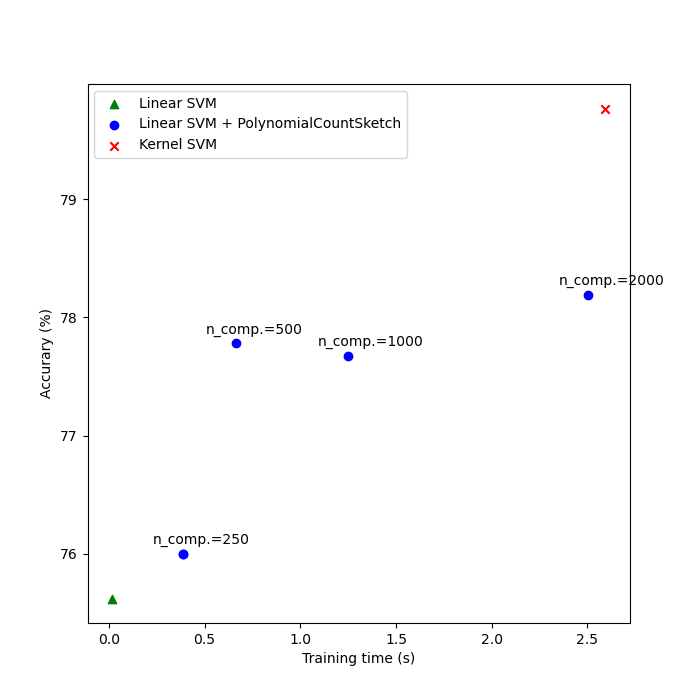 Linear SVM
Linear SVM + PolynomialCountSketch
Kernel SVM
79
n_comp.=2000
78
n_comp.=500
n_comp.=1000
Accurary (%)
77
n_comp.=250
76
0.0 0.5 1.0 1.5 2.0 2.5
Training time (s)